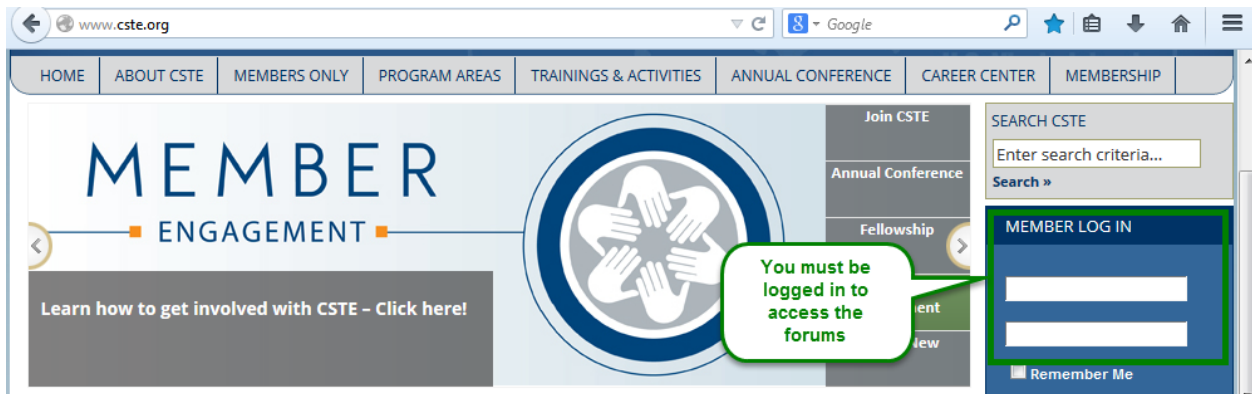 www.cste.org
Google
HOME ABOUT CSTE MEMBERS ONLY PROGRAM AREAS TRAININGS & ACTIVITIES ANNUAL CONFERENCE CAREER CENTER MEMBERSHIP
MEMBER
ENGAGEMENT
Learn how to get involved with CSTE – Click here!
Join CSTE
Annual Conference
Fellowship
You must be
logged in to
access the
forums
SEARCH CSTE
Enter search criteria...
Search »
MEMBER LOG IN
Remember Me